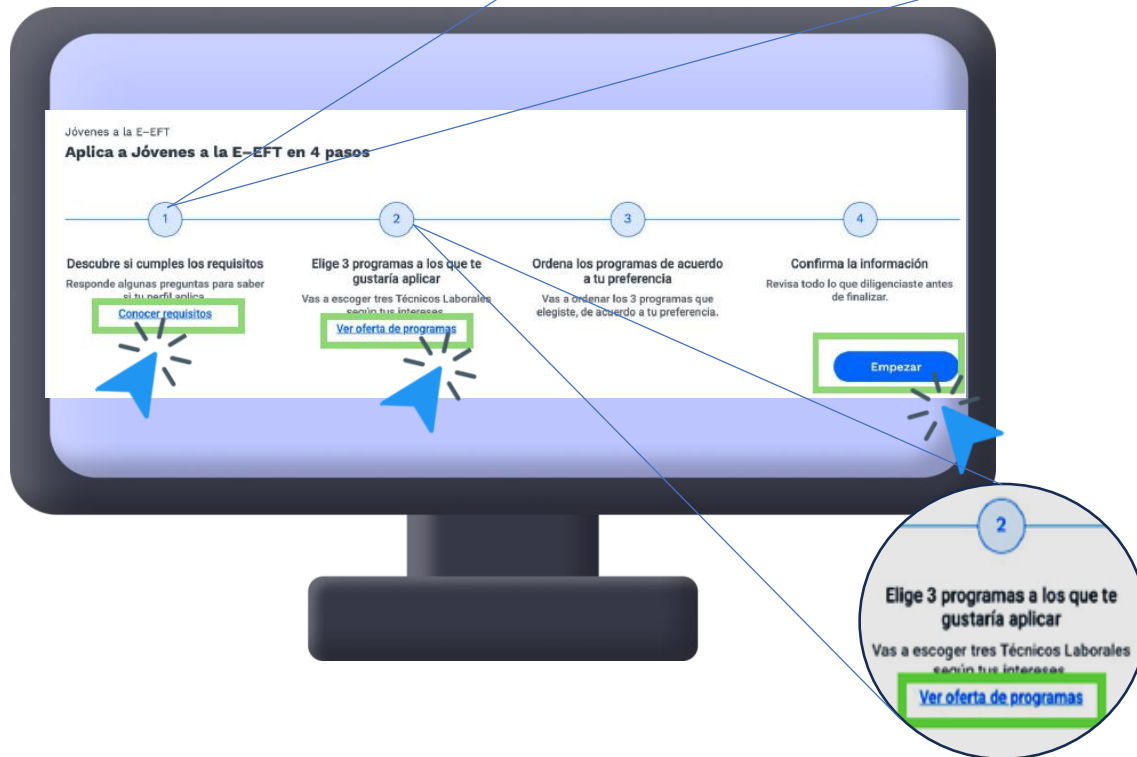 Jóvenes a la E-EFT
Aplica a Jóvenes a la E-EFT en 4 pasos
1
2
3
4
Descubre si cumples los requisitos
Responde algunas preguntas para saber
si tu perfil aplica
Conocer requisitos
Elige 3 programas a los que te
gustaría aplicar
Vas a escoger tres Técnicos Laborales
según tus intereses
Ver oferta de programas
Ordena los programas de acuerdo
a tu preferencia
Vas a ordenar los 3 programas que
elegiste, de acuerdo a tu preferencia.
Confirma la información
Revisa todo lo que diligenciaste antes
de finalizar.
Empezar
2
Elige 3 programas a los que te
gustaría aplicar
Vas a escoger tres Técnicos Laborales
según tus intereses
Ver oferta de programas